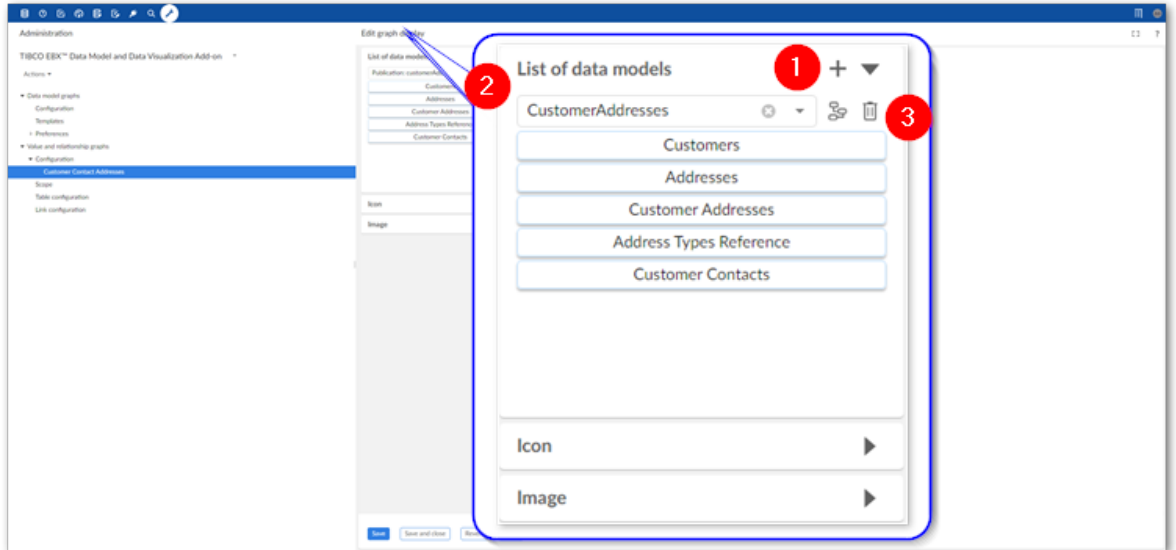 Administration
Edit graph display
?
TIBCO EBX™ Data Model and Data Visualization Add-on
Actions
Data model graphs
Configuration
Templates
Preferences
Value and relationship graphs
Configuration
Customer Contact Addresses
Scope
Table configuration
Link configuration
List of data models
Publication:
Customers
Addresses
Customer Addresses
Address Types Reference
Customer Contacts
Icon
Image
Save
Save and close
1
2
3
List of data models
CustomerAddresses
Customers
Addresses
Customer Addresses
Address Types Reference
Customer Contacts
Icon
Image